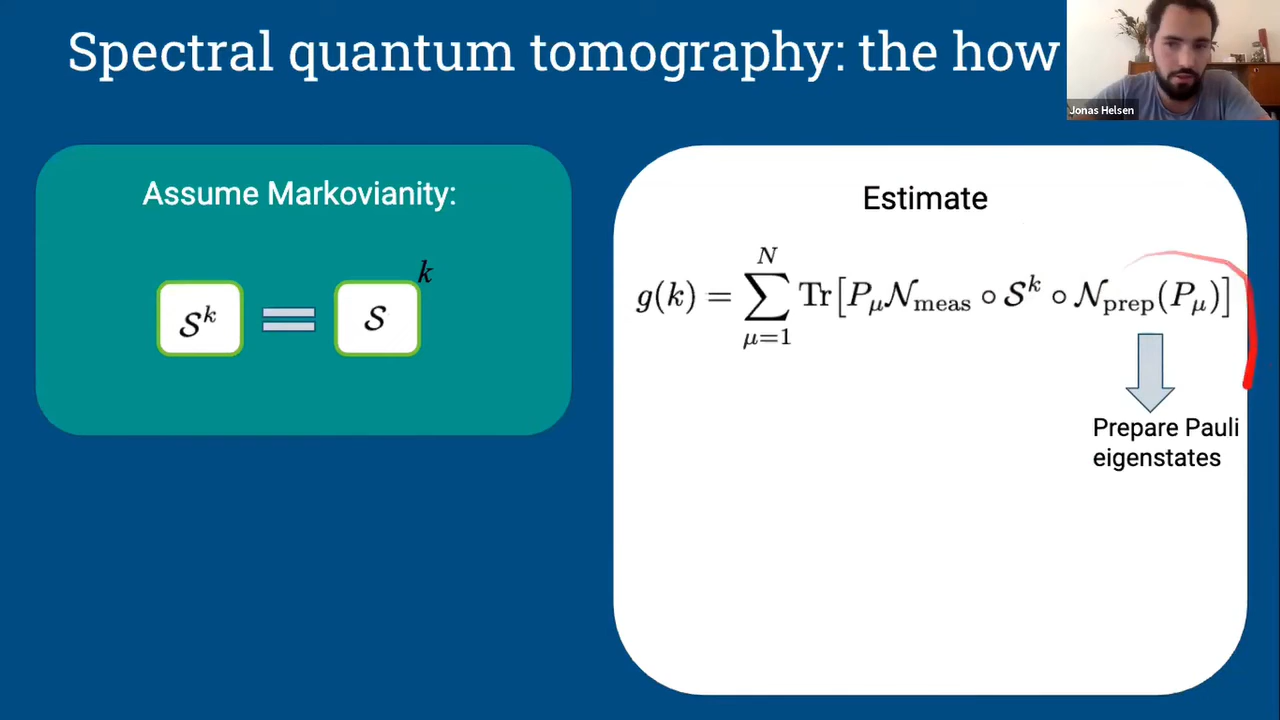 Spectral quantum tomography: the how
Jonas Helsen
Assume Markovianity:
𝒮^k = 𝒮^k
Estimate
g(k) = \sum_{μ=1}^{N} Tr[P_μ 𝒩_meas ∘ 𝒮^k ∘ 𝒩_prep(P_μ)]
Prepare Pauli
eigenstates